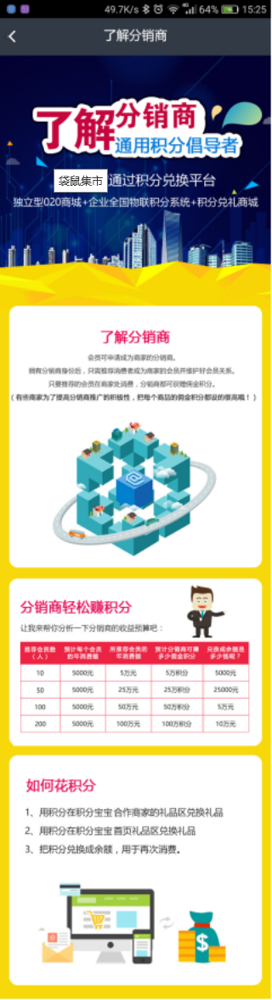 49.7K/s 4G 64% 15:25
了解分销商
了解分销商
通用积分倡导者
袋鼠集市 通过积分兑换平台
独立型020商城+企业全国物联积分系统+积分兑礼商城
了解分销商
会员可申请成为商家的分销商。
拥有分销商身份后，只需推荐消费者成为商家的会员并维护好会员关系。
只要推荐的会员在商家处消费，分销商都可获赠佣金积分。
（有些商家为了提高分销商推广的积极性，把每个商品的佣金积分都设的很高哦！）
@
分销商轻松赚积分
让我来帮你分析一下分销商的收益预算吧：
推荐会员数（人） 预计每个会员的年消费额 所推荐会员的年消费额 预计分销商可赚多少佣金积分 兑换成余额是多少钱呢？
10 5000元 5万元 5万积分 5000元
50 5000元 25万元 25万积分 25000元
100 5000元 50万元 50万积分 5万元
200 5000元 100万元 100万积分 10万元
如何花积分
1、用积分在积分宝宝合作商家的礼品区兑换礼品
2、用积分在积分宝宝首页礼品区兑换礼品
3、把积分兑换成余额，用于再次消费。
$